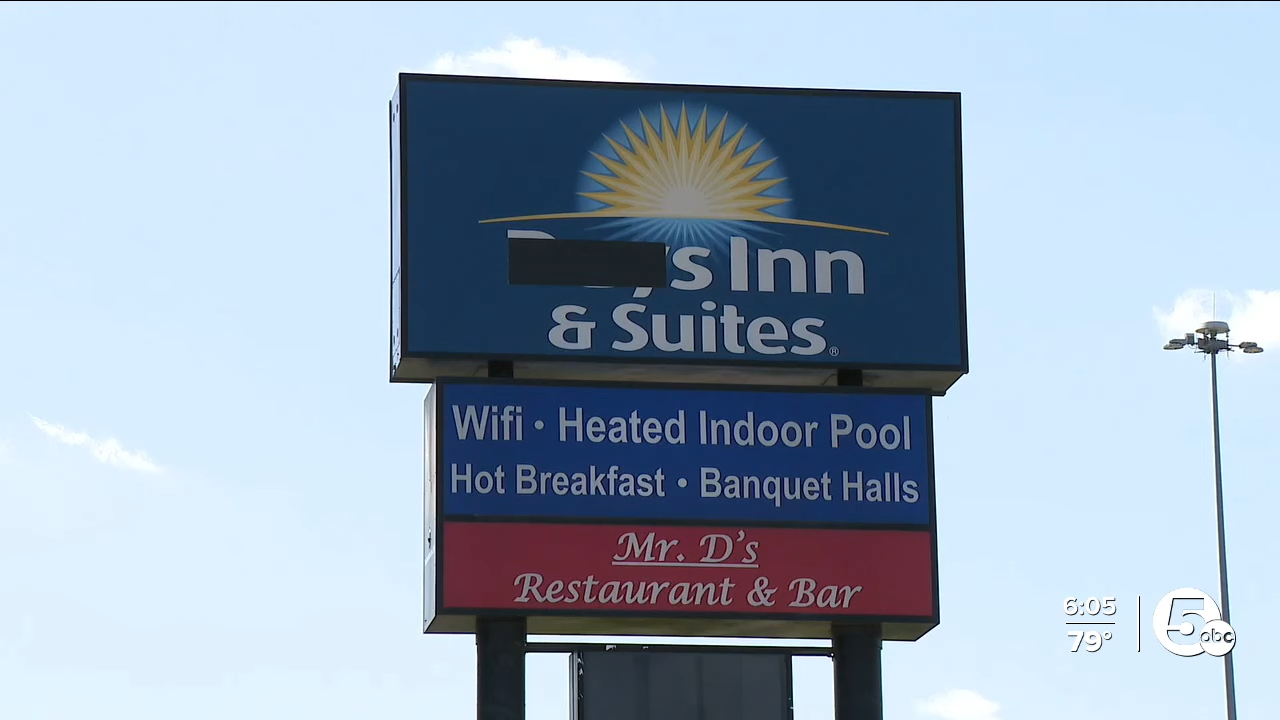 Inn
& Suites®
Wifi • Heated Indoor Pool
Hot Breakfast • Banquet Halls
Mr. D's
Restaurant & Bar
6:05
79°
5 abc